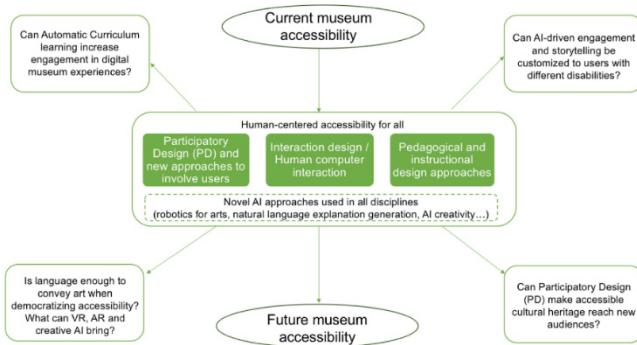 Current museum
accessibility
Can Automatic Curriculum
learning increase
engagement in digital
museum experiences?
Can AI-driven engagement
and storytelling be
customized to users with
different disabilities?
Human-centered accessibility for all
Participatory
Design (PD) and
new approaches to
involve users
Interaction design /
Human computer
interaction
Pedagogical and
instructional
design approaches
Novel AI approaches used in all disciplines
(robotics for arts, natural language explanation generation, AI creativity…)
Is language enough to
convey art when
democratizing accessibility?
What can VR, AR and
creative AI bring?
Future museum
accessibility
Can Participatory Design
(PD) make accessible
cultural heritage reach new
audiences?